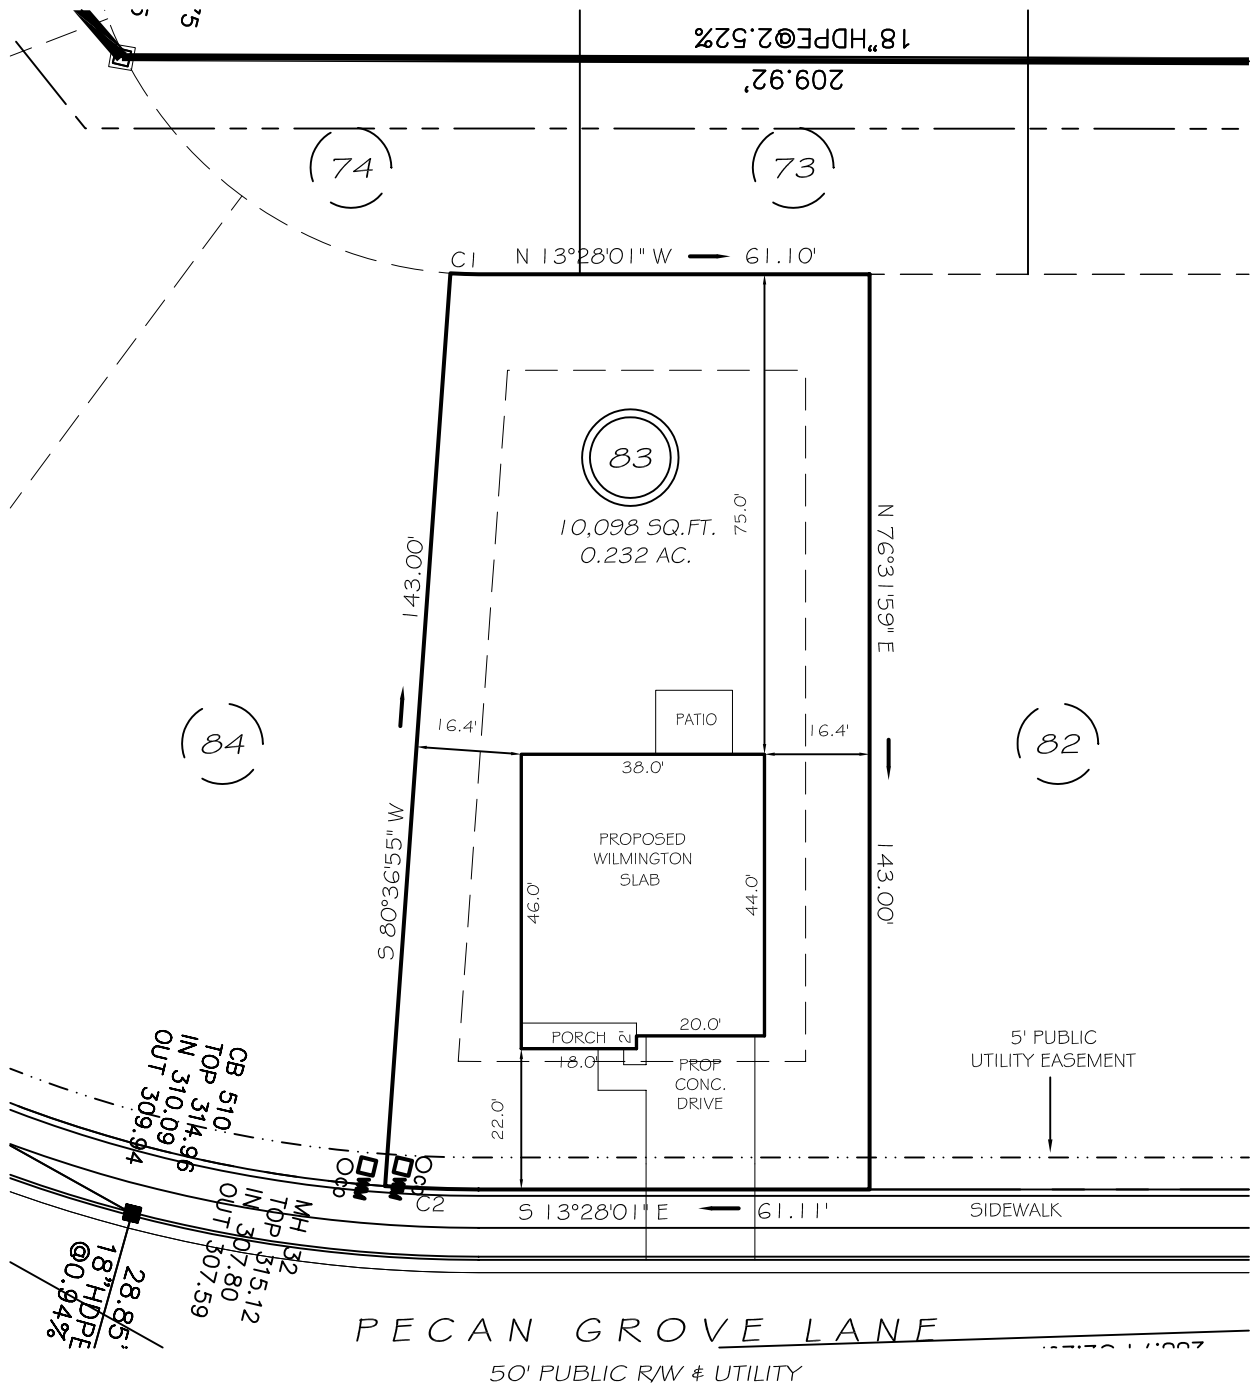 18"HDPE@2.52%
209.92'
74
73
C1
N 13°28'01" W
61.10'
83
10,098 SQ.FT.
0.232 AC.
75.0'
143.00'
N 76°31'59" E
84
16.4'
PATIO
16.4'
82
38.0'
PROPOSED
WILMINGTON
SLAB
S 80°36'55" W
46.0'
44.0'
143.00'
PORCH
2'
20.0'
18.0'
PROP
CONC.
DRIVE
22.0'
5' PUBLIC
UTILITY EASEMENT
CB 510
TOP 314.96
IN 310.09
OUT 309.94
CO
CO
C2
S 13°28'01" E
61.11'
SIDEWALK
MH 32
TOP 315.12
IN 307.80
OUT 307.59
28.85'
18"HDPE
@0.94%
PECAN GROVE LANE
50' PUBLIC R/W & UTILITY